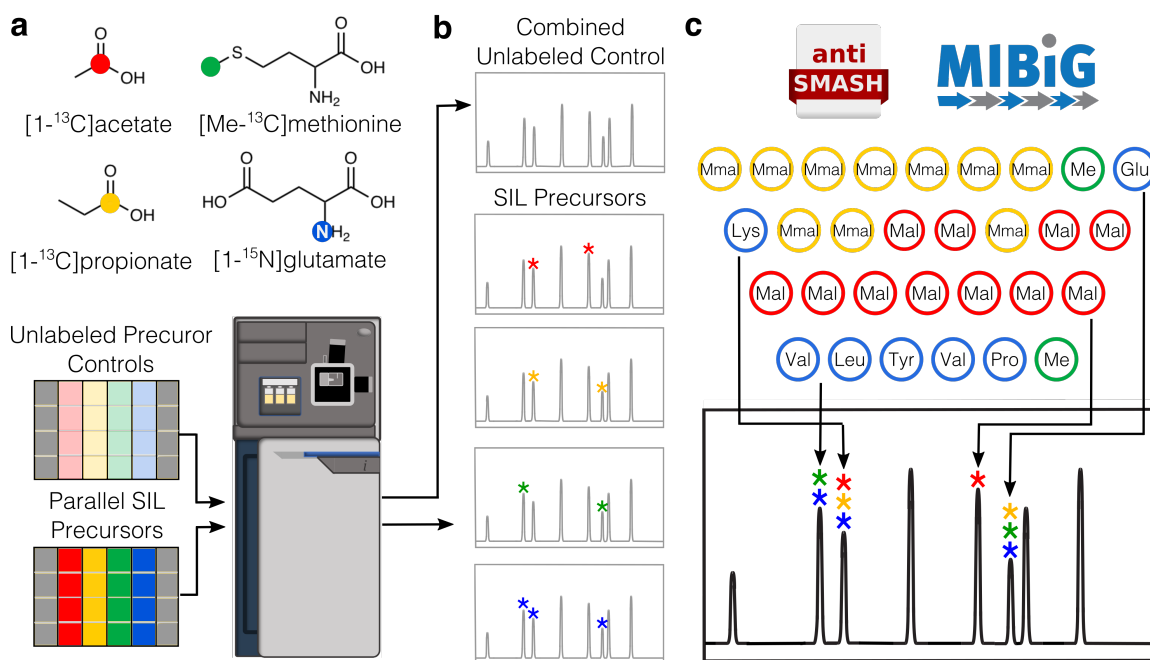 a
O
OH
[1-¹³C]acetate
S
O
OH
NH₂
[Me-¹³C]methionine
O
OH
[1-¹³C]propionate
O
O
HO
OH
NH₂
[1-¹⁵N]glutamate
Unlabeled Precuror
Controls
Parallel SIL
Precursors
i
b
Combined
Unlabeled Control
SIL Precursors
c
anti
SMASH
MIBiG
Mmal Mmal Mmal Mmal Mmal Mmal Mmal Me Glu
Lys Mmal Mmal Mal Mal Mmal Mal Mal
Mal Mal Mal Mal Mal Mal Mal
Val Leu Tyr Val Pro Me